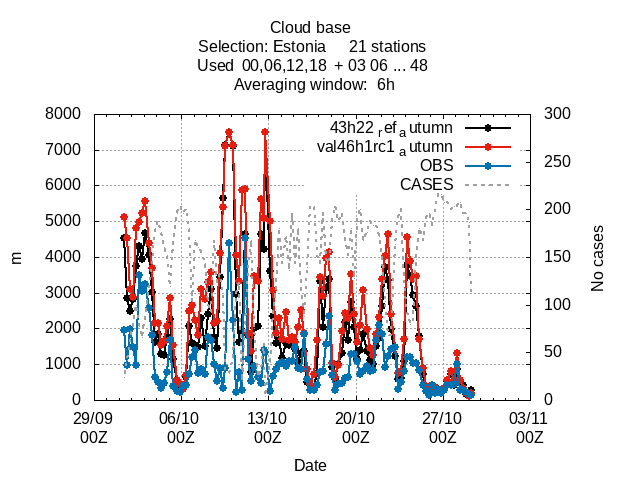 Cloud base
Selection: Estonia 21 stations
Used 00,06,12,18 + 03 06 ... 48
Averaging window: 6h
8000
7000
6000
5000
4000
3000
2000
1000
0
m
300
250
200
150
100
50
0
No cases
43h22 ref a utumn
val46h1rc1 a utumn
OBS
CASES
29/09 06/10 13/10 20/10 27/10 03/11
00Z 00Z 00Z 00Z 00Z 00Z
Date